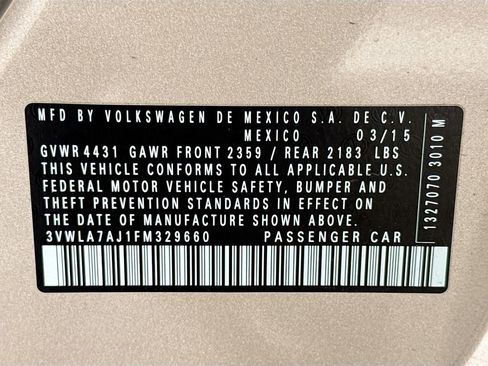 MFD BY VOLKSWAGEN DE MEXICO S.A. DE C.V.
MEXICO 03/15
GVWR 4431 GAWR FRONT 2359 / REAR 2183 LBS
THIS VEHICLE CONFORMS TO ALL APPLICABLE U.S.
FEDERAL MOTOR VEHICLE SAFETY, BUMPER AND
THEFT PREVENTION STANDARDS IN EFFECT ON THE
DATE OF MANUFACTURE SHOWN ABOVE
3VWLA7AJ1FM329660 PASSENGER CAR
1327070 3010 M